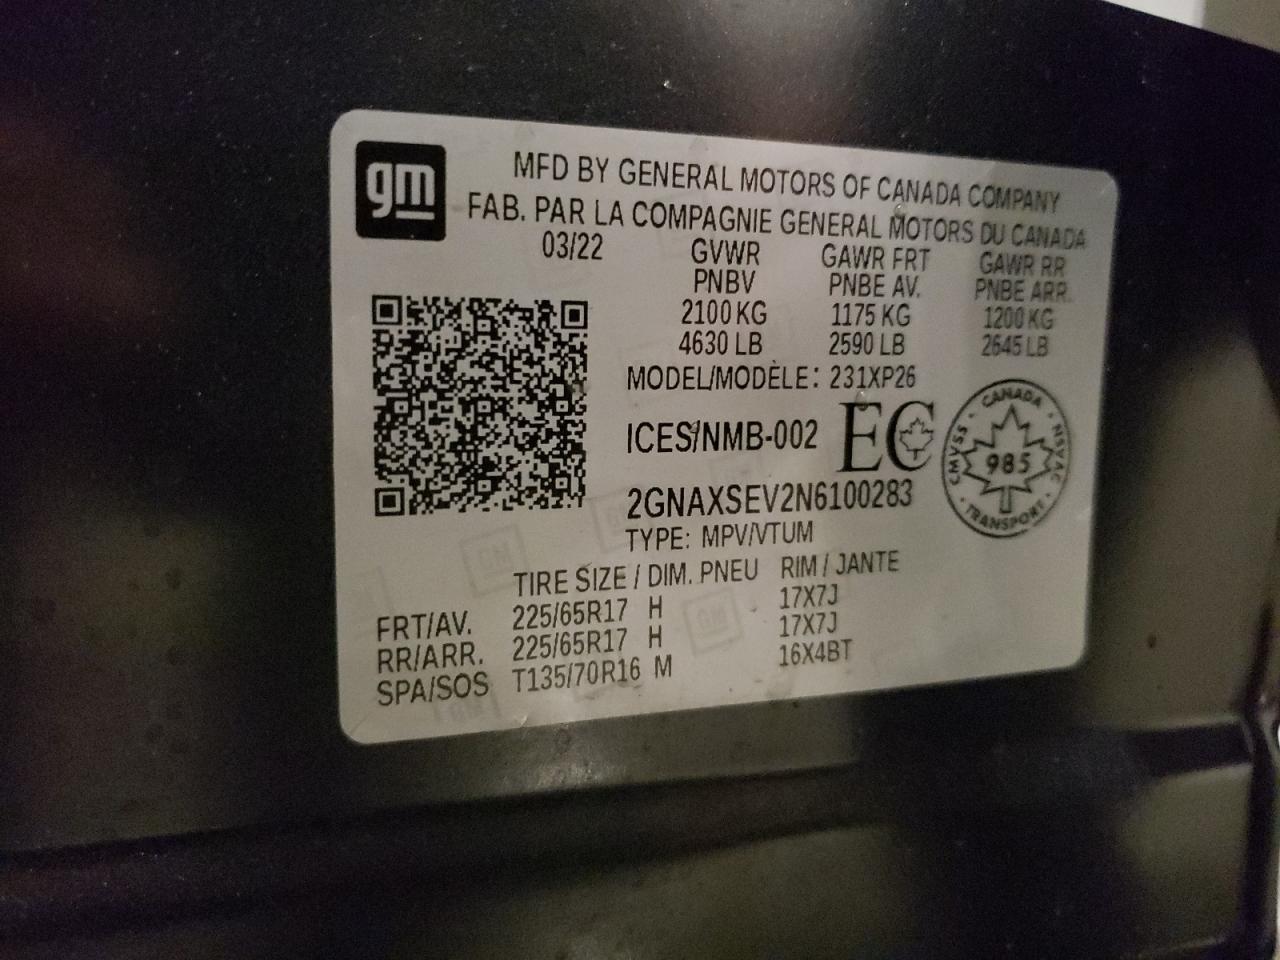 gm
MFD BY GENERAL MOTORS OF CANADA COMPANY
FAB. PAR LA COMPAGNIE GENERAL MOTORS DU CANADA
03/22 GVWR GAWR FRT GAWR RR
PNBV PNBE AV. PNBE ARR.
2100 KG 1175 KG 1200 KG
4630 LB 2590 LB 2645 LB
MODEL/MODÈLE: 231XP26
ICES/NMB-002 EC
CANADA
CMVSS 985 NSVAC
TRANSPORT
2GNAXSEV2N6100283
TYPE: MPV/VTUM
TIRE SIZE / DIM. PNEU RIM / JANTE
FRT/AV. 225/65R17 H 17X7J
RR/ARR. 225/65R17 H 17X7J
SPA/SOS T135/70R16 M 16X4BT
GM
GM
GM